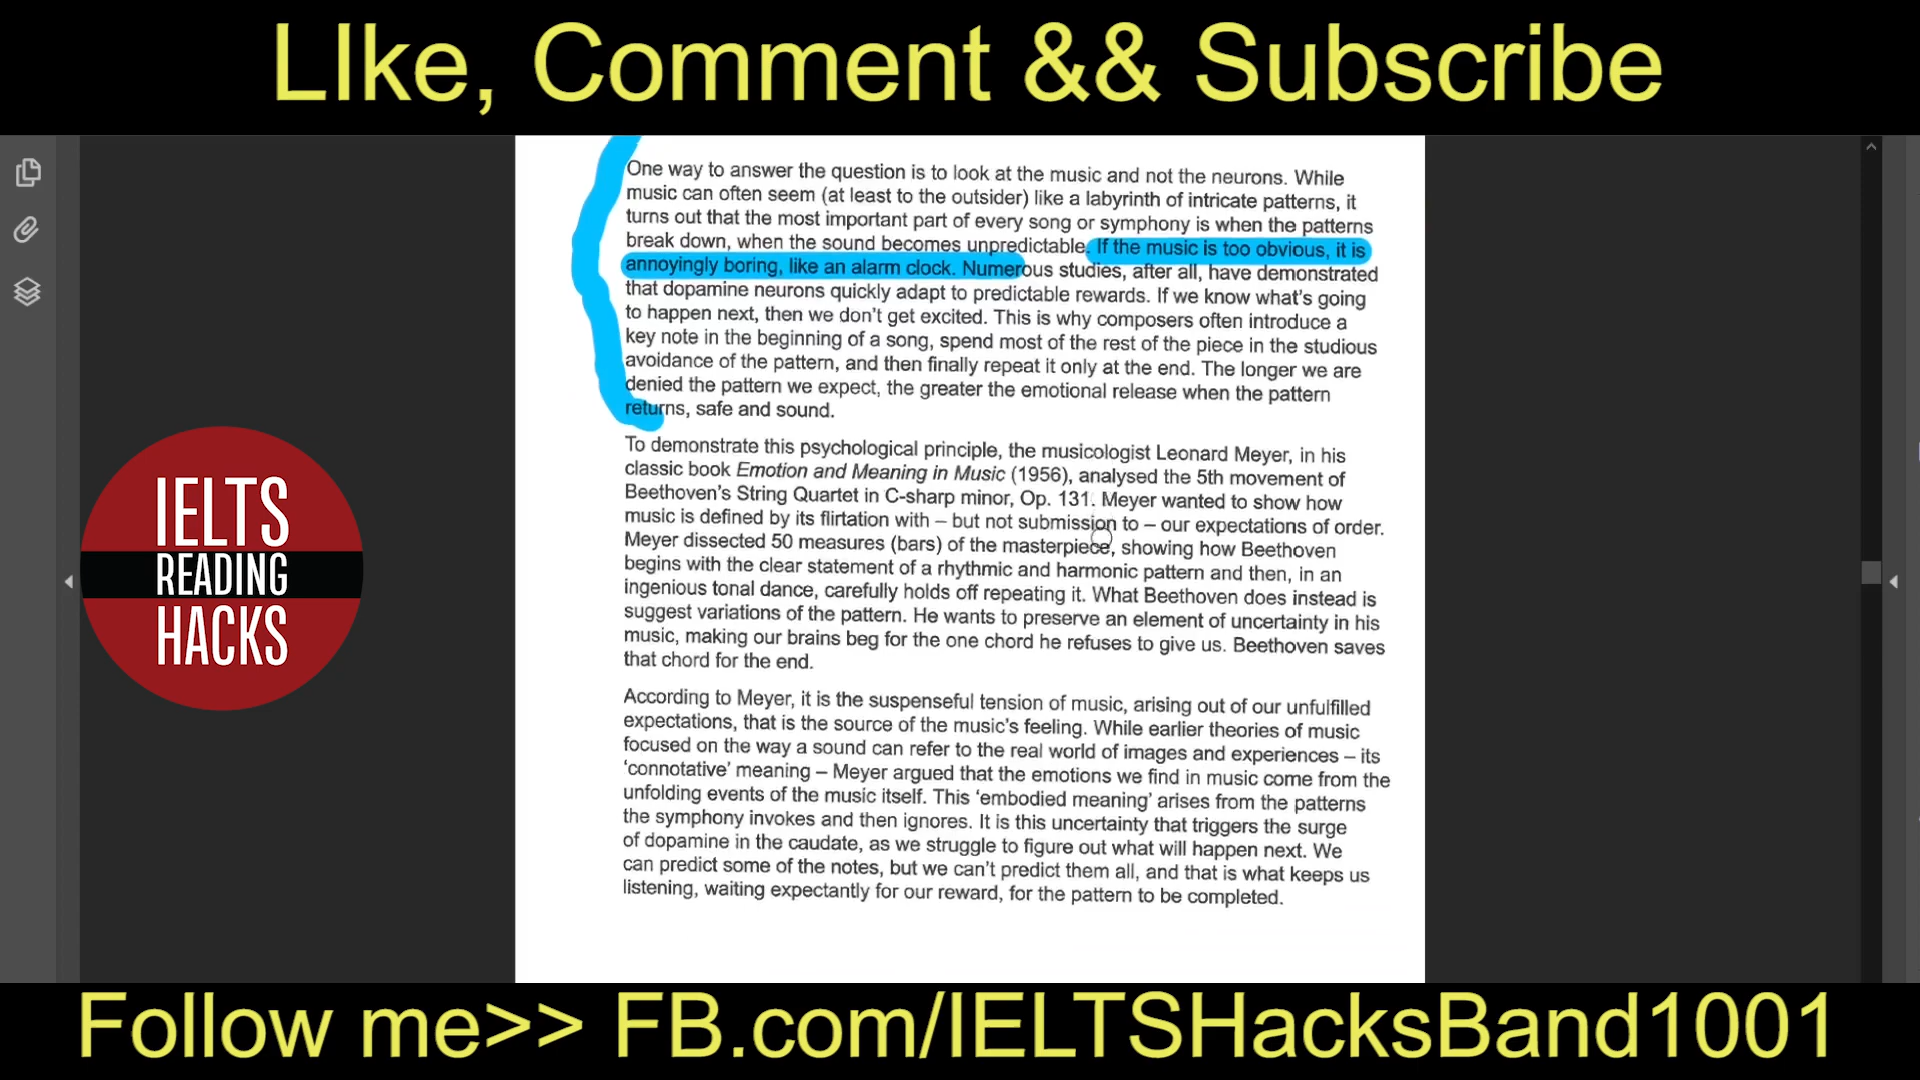 LIke, Comment && Subscribe
One way to answer the question is to look at the music and not the neurons. While
music can often seem (at least to the outsider) like a labyrinth of intricate patterns, it
turns out that the most important part of every song or symphony is when the patterns
break down, when the sound becomes unpredictable. If the music is too obvious, it is
annoyingly boring, like an alarm clock. Numerous studies, after all, have demonstrated
that dopamine neurons quickly adapt to predictable rewards. If we know what's going
to happen next, then we don't get excited. This is why composers often introduce a
key note in the beginning of a song, spend most of the rest of the piece in the studious
avoidance of the pattern, and then finally repeat it only at the end. The longer we are
denied the pattern we expect, the greater the emotional release when the pattern
returns, safe and sound.
To demonstrate this psychological principle, the musicologist Leonard Meyer, in his
classic book Emotion and Meaning in Music (1956), analysed the 5th movement of
Beethoven's String Quartet in C-sharp minor, Op. 131. Meyer wanted to show how
music is defined by its flirtation with – but not submission to – our expectations of order.
Meyer dissected 50 measures (bars) of the masterpiece, showing how Beethoven
begins with the clear statement of a rhythmic and harmonic pattern and then, in an
ingenious tonal dance, carefully holds off repeating it. What Beethoven does instead is
suggest variations of the pattern. He wants to preserve an element of uncertainty in his
music, making our brains beg for the one chord he refuses to give us. Beethoven saves
that chord for the end.
According to Meyer, it is the suspenseful tension of music, arising out of our unfulfilled
expectations, that is the source of the music's feeling. While earlier theories of music
focused on the way a sound can refer to the real world of images and experiences – its
'connotative' meaning – Meyer argued that the emotions we find in music come from the
unfolding events of the music itself. This 'embodied meaning' arises from the patterns
the symphony invokes and then ignores. It is this uncertainty that triggers the surge
of dopamine in the caudate, as we struggle to figure out what will happen next. We
can predict some of the notes, but we can't predict them all, and that is what keeps us
listening, waiting expectantly for our reward, for the pattern to be completed.
IELTS
READING
HACKS
Follow me>> FB.com/IELTSHacksBand1001